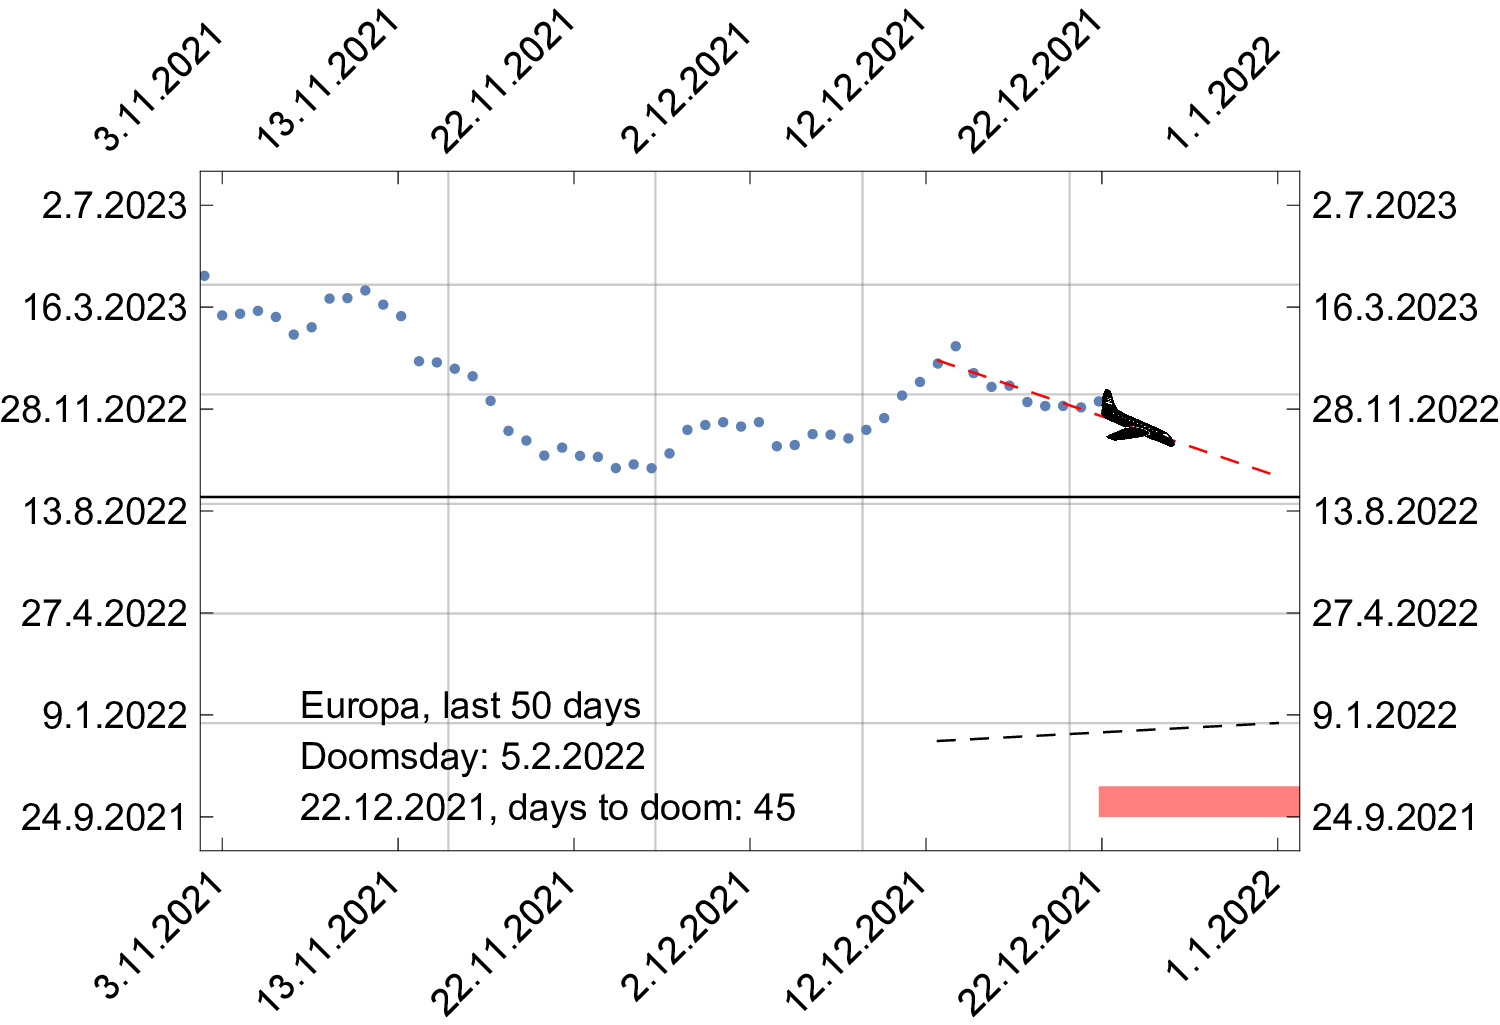 3.11.2021 13.11.2021 22.11.2021 2.12.2021 12.12.2021 22.12.2021 1.1.2022
2.7.2023 2.7.2023
16.3.2023 16.3.2023
28.11.2022 28.11.2022
13.8.2022 13.8.2022
27.4.2022 27.4.2022
9.1.2022 9.1.2022
24.9.2021 24.9.2021
Europa, last 50 days
Doomsday: 5.2.2022
22.12.2021, days to doom: 45
3.11.2021 13.11.2021 22.11.2021 2.12.2021 12.12.2021 22.12.2021 1.1.2022